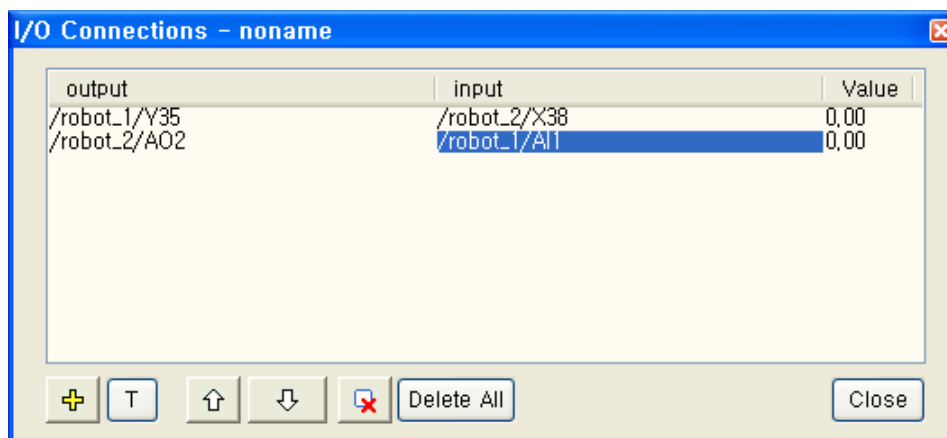 I/O Connections - noname
output input Value
/robot_1/Y35 /robot_2/X38 0,00
/robot_2/AO2 /robot_1/AI1 0,00
T Delete All Close